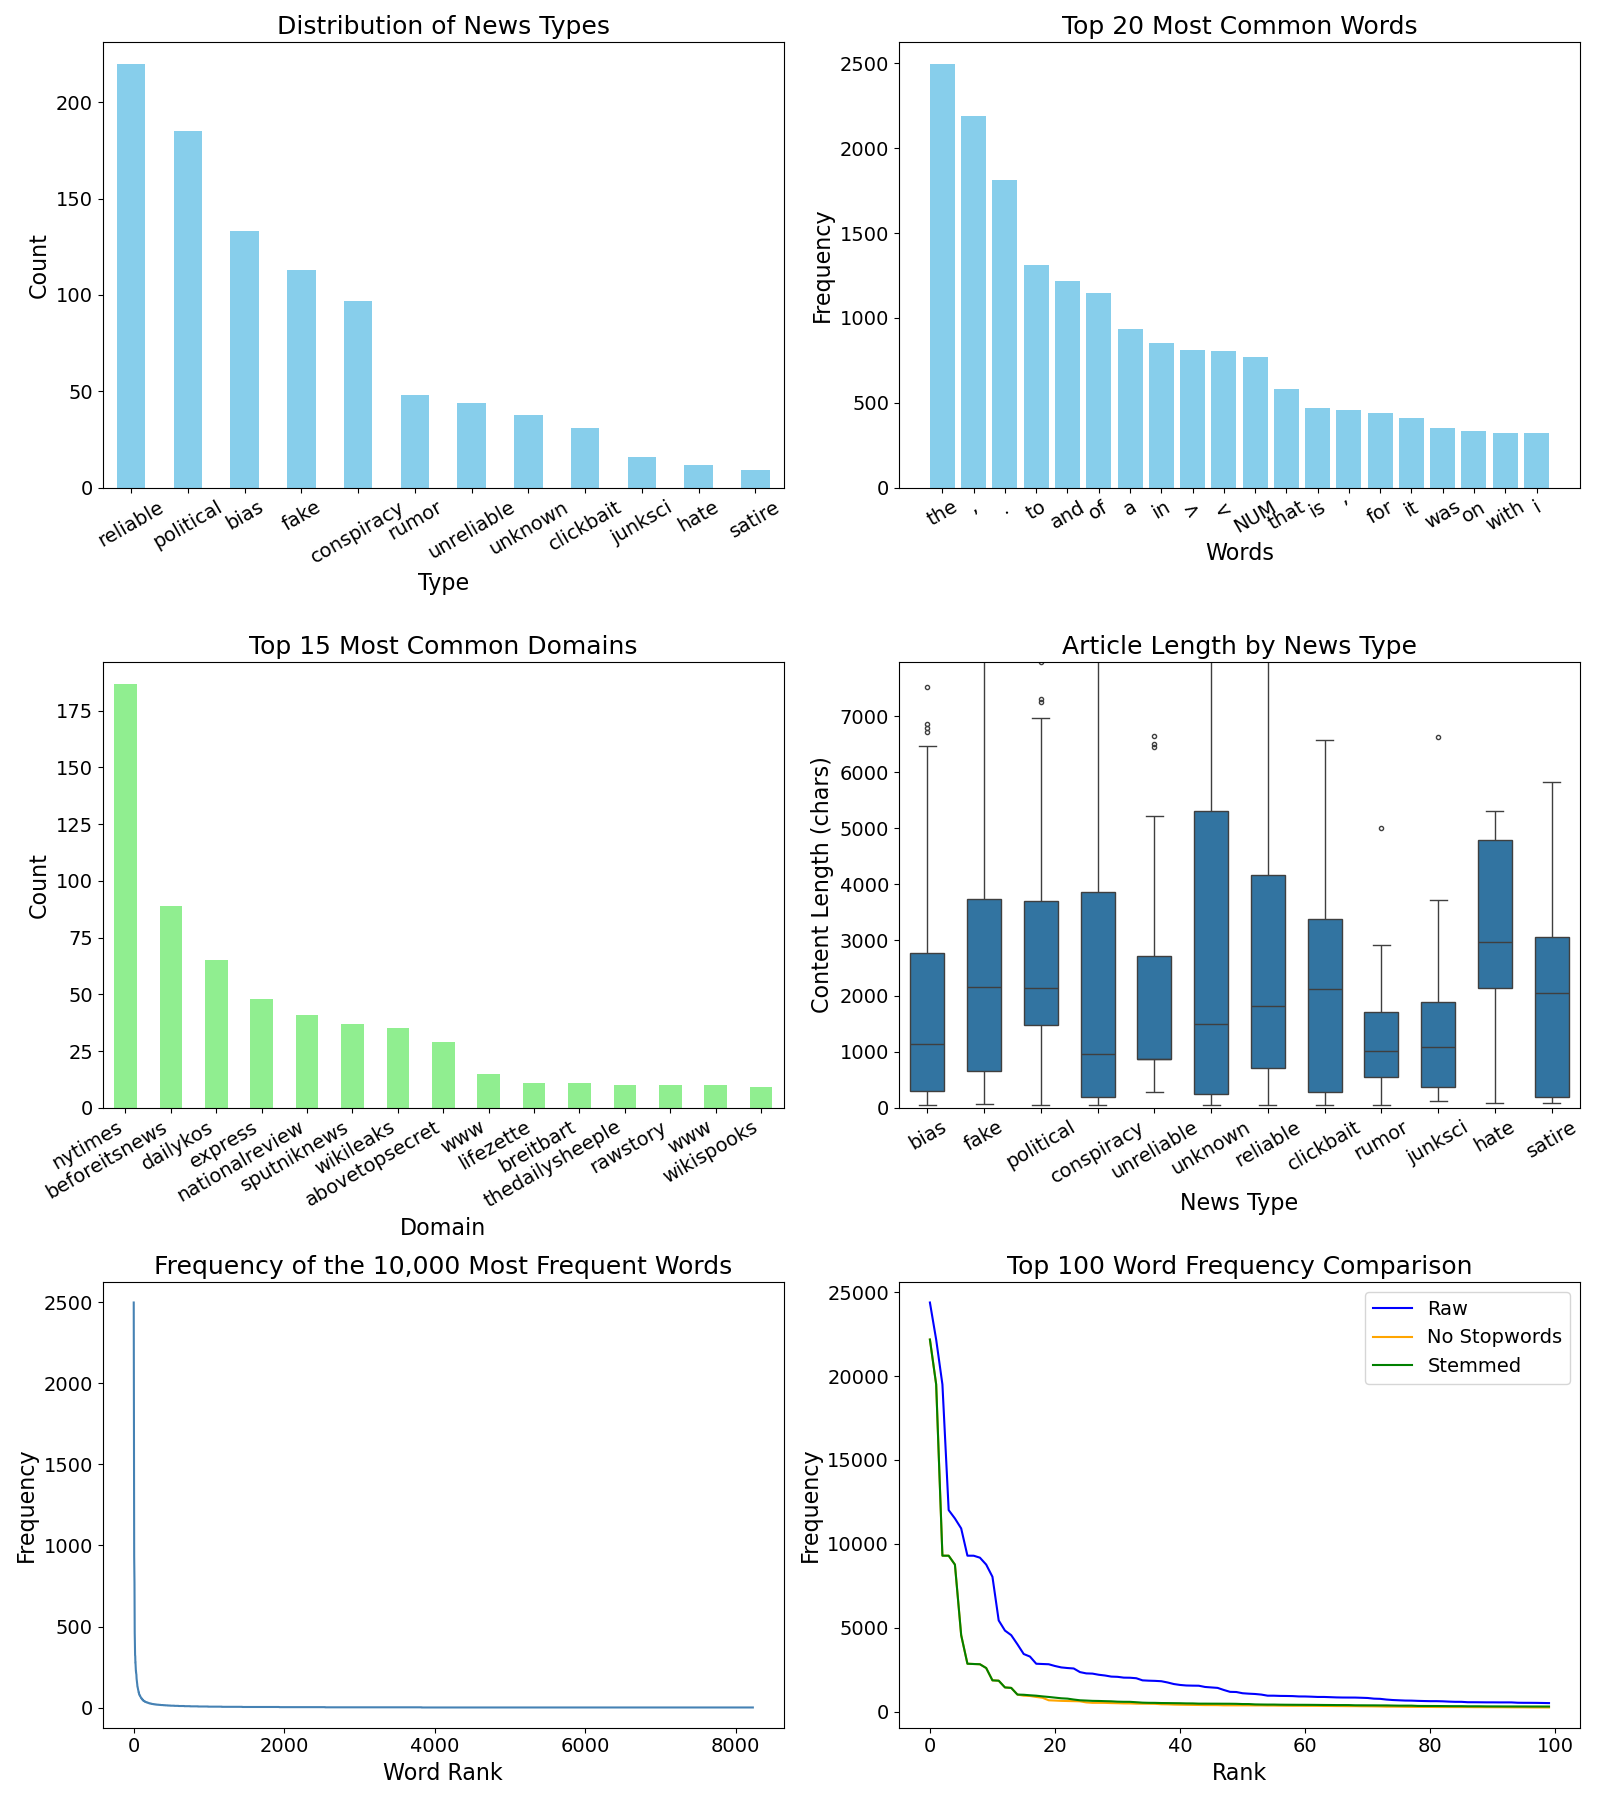 Distribution of News Types
Count
200
150
100
50
0
reliable
political
bias
fake
conspiracy
rumor
unreliable
unknown
clickbait
junksci
hate
satire
Type
Top 20 Most Common Words
Frequency
2500
2000
1500
1000
500
0
the
,
.
to
and
of
a
in
>
<
NUM
that
is
’
for
it
was
on
with
i
Words
Top 15 Most Common Domains
Count
175
150
125
100
75
50
25
0
nytimes
beforeitsnews
dailykos
express
nationalreview
sputniknews
wikileaks
abovetopsecret
www
lifezette
breitbart
thedailysheeple
rawstory
www
wikispooks
Domain
Article Length by News Type
Content Length (chars)
7000
6000
5000
4000
3000
2000
1000
0
bias
fake
political
conspiracy
unreliable
unknown
reliable
clickbait
rumor
junksci
hate
satire
News Type
Frequency of the 10,000 Most Frequent Words
Frequency
2500
2000
1500
1000
500
0
0
2000
4000
6000
8000
Word Rank
Top 100 Word Frequency Comparison
Frequency
25000
20000
15000
10000
5000
0
Raw
No Stopwords
Stemmed
0
20
40
60
80
100
Rank